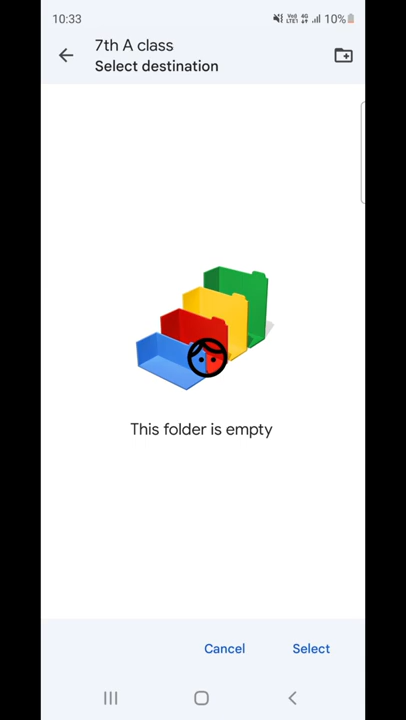 10:33
10%
7th A class
Select destination
This folder is empty
Cancel
Select